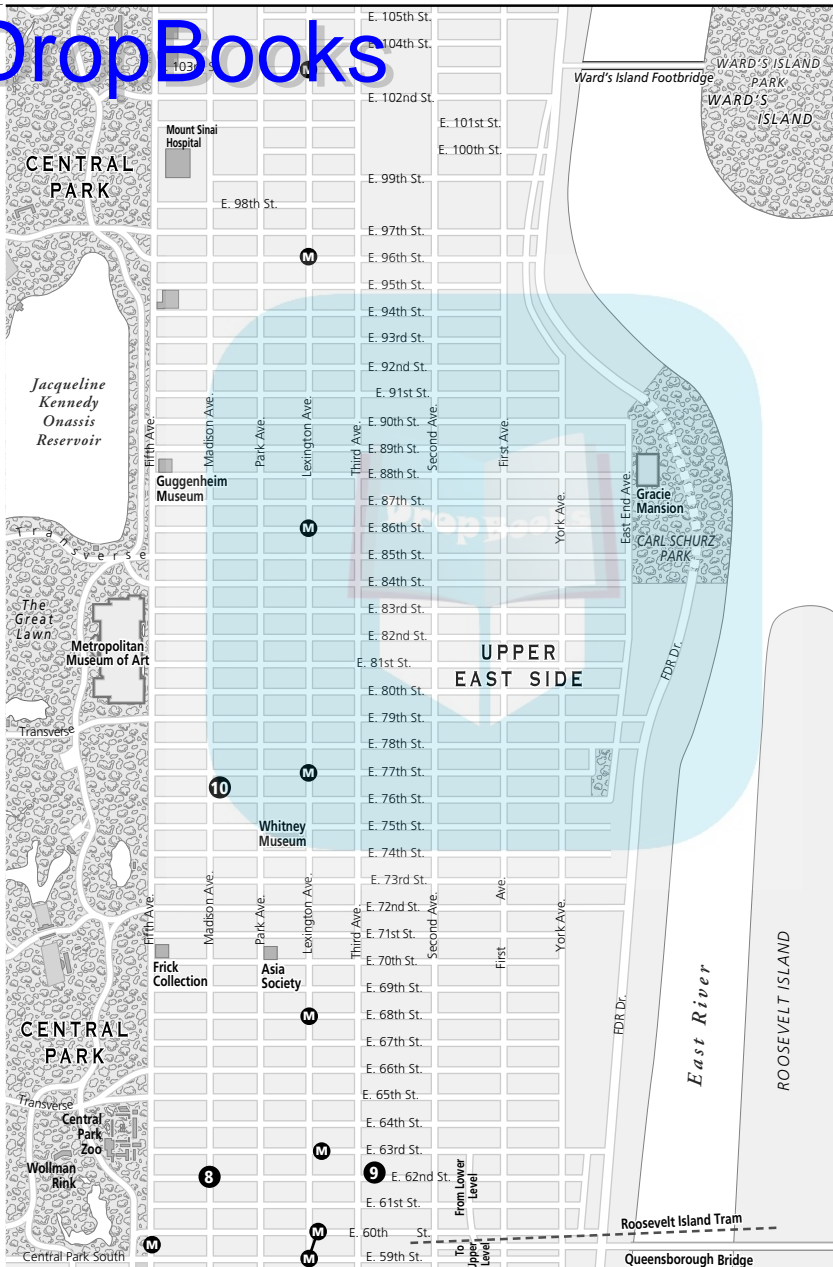 DropBooks
E. 105th St.
E. 104th St.
103rd S
E. 102nd St.
E. 101st St.
E. 100th St.
E. 99th St.
E. 98th St.
E. 97th St.
E. 96th St.
E. 95th St.
E. 94th St.
E. 93rd St.
E. 92nd St.
E. 91st St.
E. 90th St.
E. 89th St.
E. 88th St.
E. 87th St.
E. 86th St.
E. 85th St.
E. 84th St.
E. 83rd St.
E. 82nd St.
E. 81st St.
E. 80th St.
E. 79th St.
E. 78th St.
E. 77th St.
E. 76th St.
E. 75th St.
E. 74th St.
E. 73rd St.
E. 72nd St.
E. 71st St.
E. 70th St.
E. 69th St.
E. 68th St.
E. 67th St.
E. 66th St.
E. 65th St.
E. 64th St.
E. 63rd St.
E. 62nd St.
E. 61st St.
E. 60th St.
E. 59th St.
Ward's Island Footbridge
WARD'S ISLAND
PARK
WARD'S
ISLAND
Mount Sinai
Hospital
CENTRAL
PARK
Jacqueline
Kennedy
Onassis
Reservoir
Fifth Ave.
Madison Ave.
Park Ave.
Lexington Ave.
Third Ave.
Second Ave.
First Ave.
York Ave.
East End Ave.
Guggenheim
Museum
Gracie
Mansion
CARL SCHURZ
PARK
DropBooks
Transverse
The
Great
Lawn
Metropolitan
Museum of Art
UPPER
EAST SIDE
FDR Dr.
Transverse
10
Whitney
Museum
Fifth Ave.
Madison Ave.
Park Ave.
Lexington Ave.
Third Ave.
Second Ave.
First Ave.
York Ave.
Frick
Collection
Asia
Society
FDR Dr.
East River
ROOSEVELT ISLAND
CENTRAL
PARK
Transverse
Central
Park
Zoo
Wollman
Rink
8
9
From Lower
Level
To
Upper
Level
Roosevelt Island Tram
Queensborough Bridge
Central Park South
M
M
M
M
M
M
M
M
M